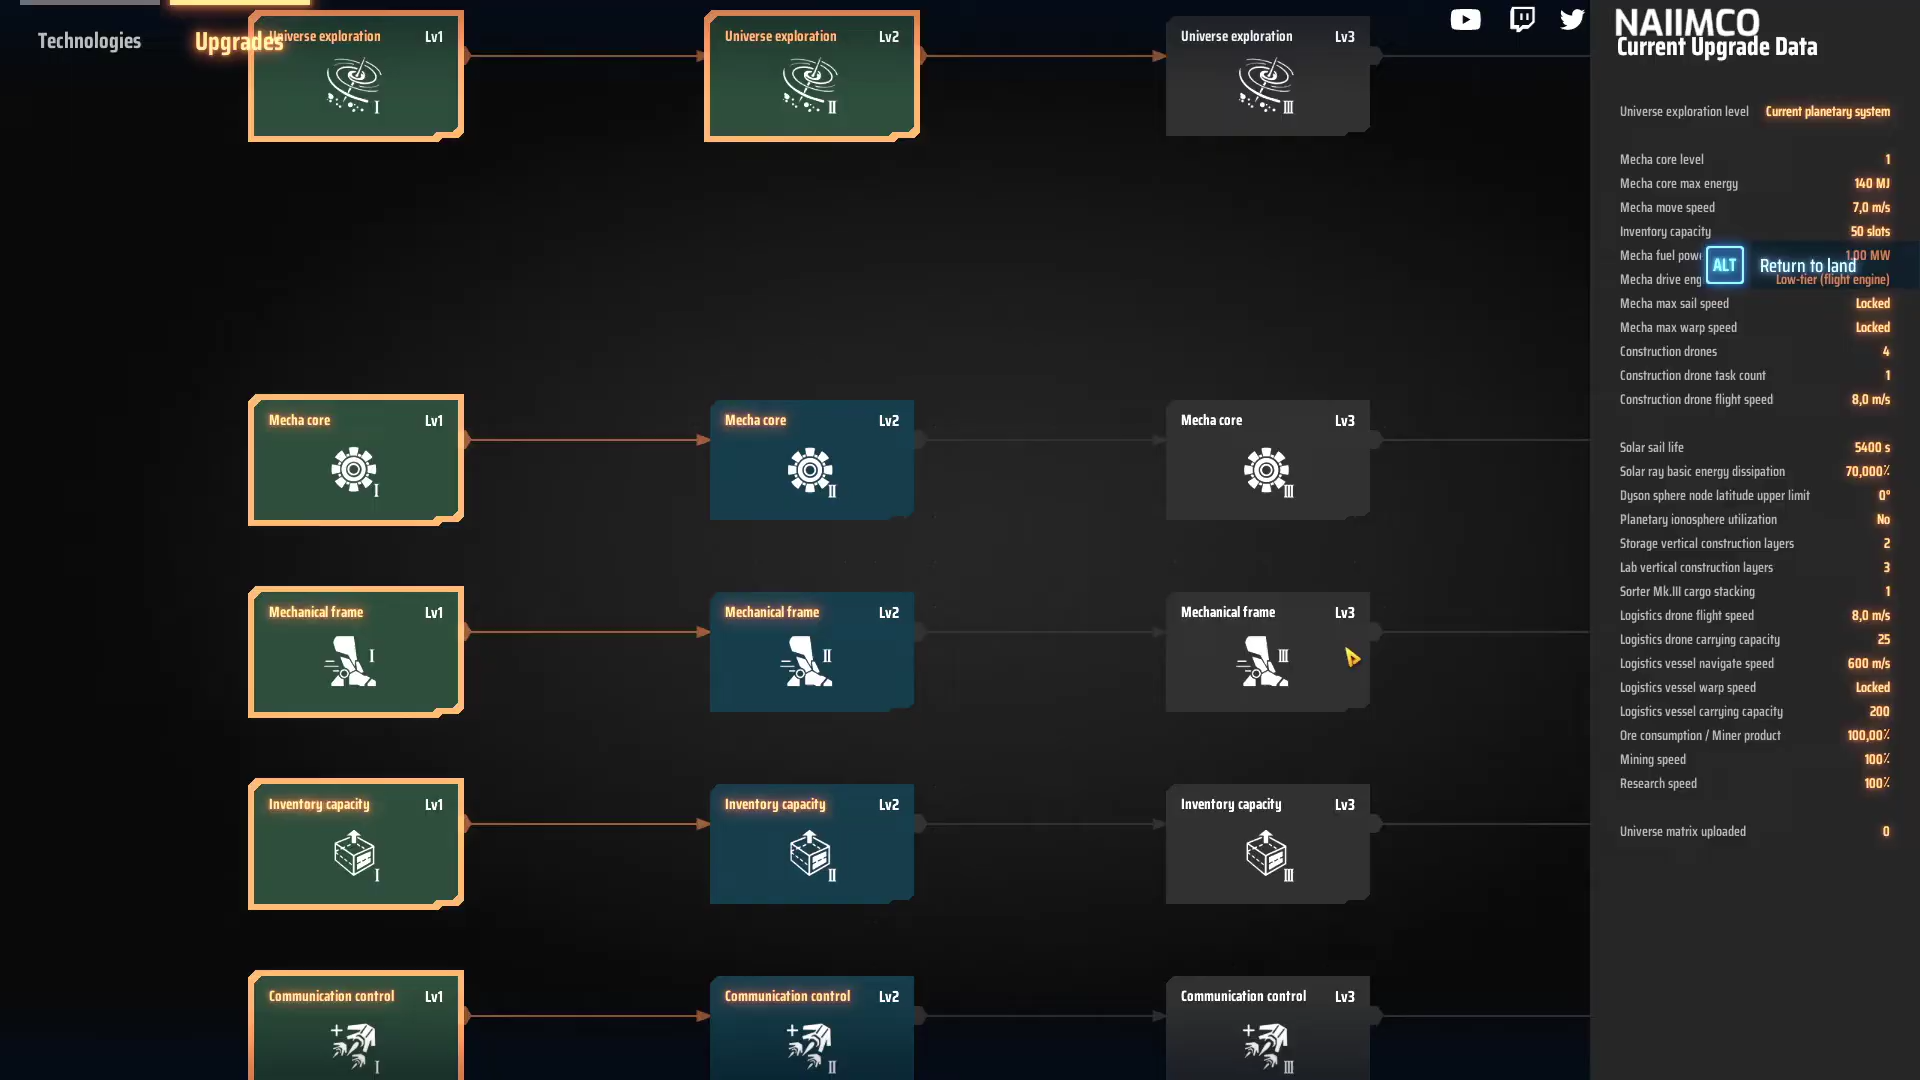 Technologies
Upgrades
Universe exploration Lv1
I
Universe exploration Lv2
II
Universe exploration Lv3
III
Mecha core Lv1
I
Mecha core Lv2
II
Mecha core Lv3
III
Mechanical frame Lv1
I
Mechanical frame Lv2
II
Mechanical frame Lv3
III
Inventory capacity Lv1
I
Inventory capacity Lv2
II
Inventory capacity Lv3
III
Communication control Lv1
I
Communication control Lv2
II
Communication control Lv3
III
NAIIMCO
Current Upgrade Data
Universe exploration level Current planetary system
Mecha core level 1
Mecha core max energy 140 MJ
Mecha move speed 7,0 m/s
Inventory capacity 50 slots
Mecha fuel powe 1.00 MW
ALT Return to land
Mecha drive eng Low-tier (flight engine)
Mecha max sail speed Locked
Mecha max warp speed Locked
Construction drones 4
Construction drone task count 1
Construction drone flight speed 8,0 m/s
Solar sail life 5400 s
Solar ray basic energy dissipation 70,000%
Dyson sphere node latitude upper limit 0°
Planetary ionosphere utilization No
Storage vertical construction layers 2
Lab vertical construction layers 3
Sorter Mk.III cargo stacking 1
Logistics drone flight speed 8,0 m/s
Logistics drone carrying capacity 25
Logistics vessel navigate speed 600 m/s
Logistics vessel warp speed Locked
Logistics vessel carrying capacity 200
Ore consumption / Miner product 100,00%
Mining speed 100%
Research speed 100%
Universe matrix uploaded 0